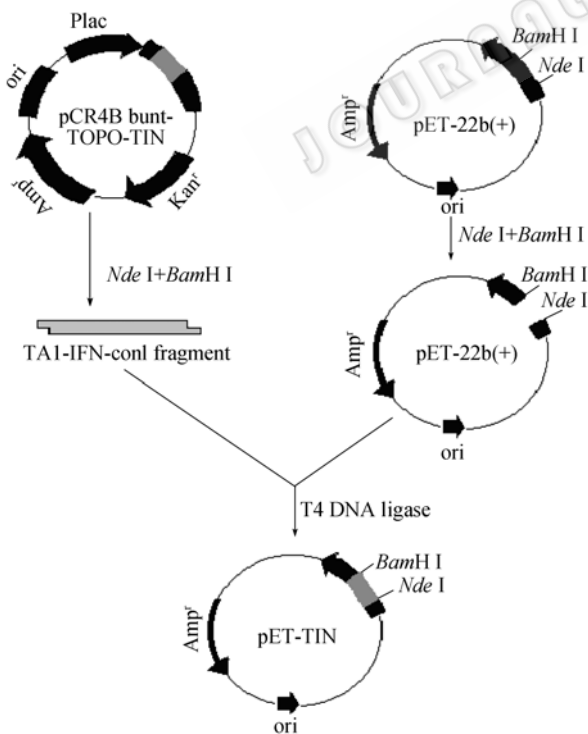 Plac
ori
pCR4B bunt-
TOPO-TIN
Ampʳ
Kanʳ
Nde I+BamH I
TA1-IFN-conl fragment
BamH I
Nde I
Ampʳ
pET-22b(+)
ori
Nde I+BamH I
BamH I
Nde I
Ampʳ
pET-22b(+)
ori
T4 DNA ligase
BamH I
Nde I
Ampʳ
pET-TIN
ori